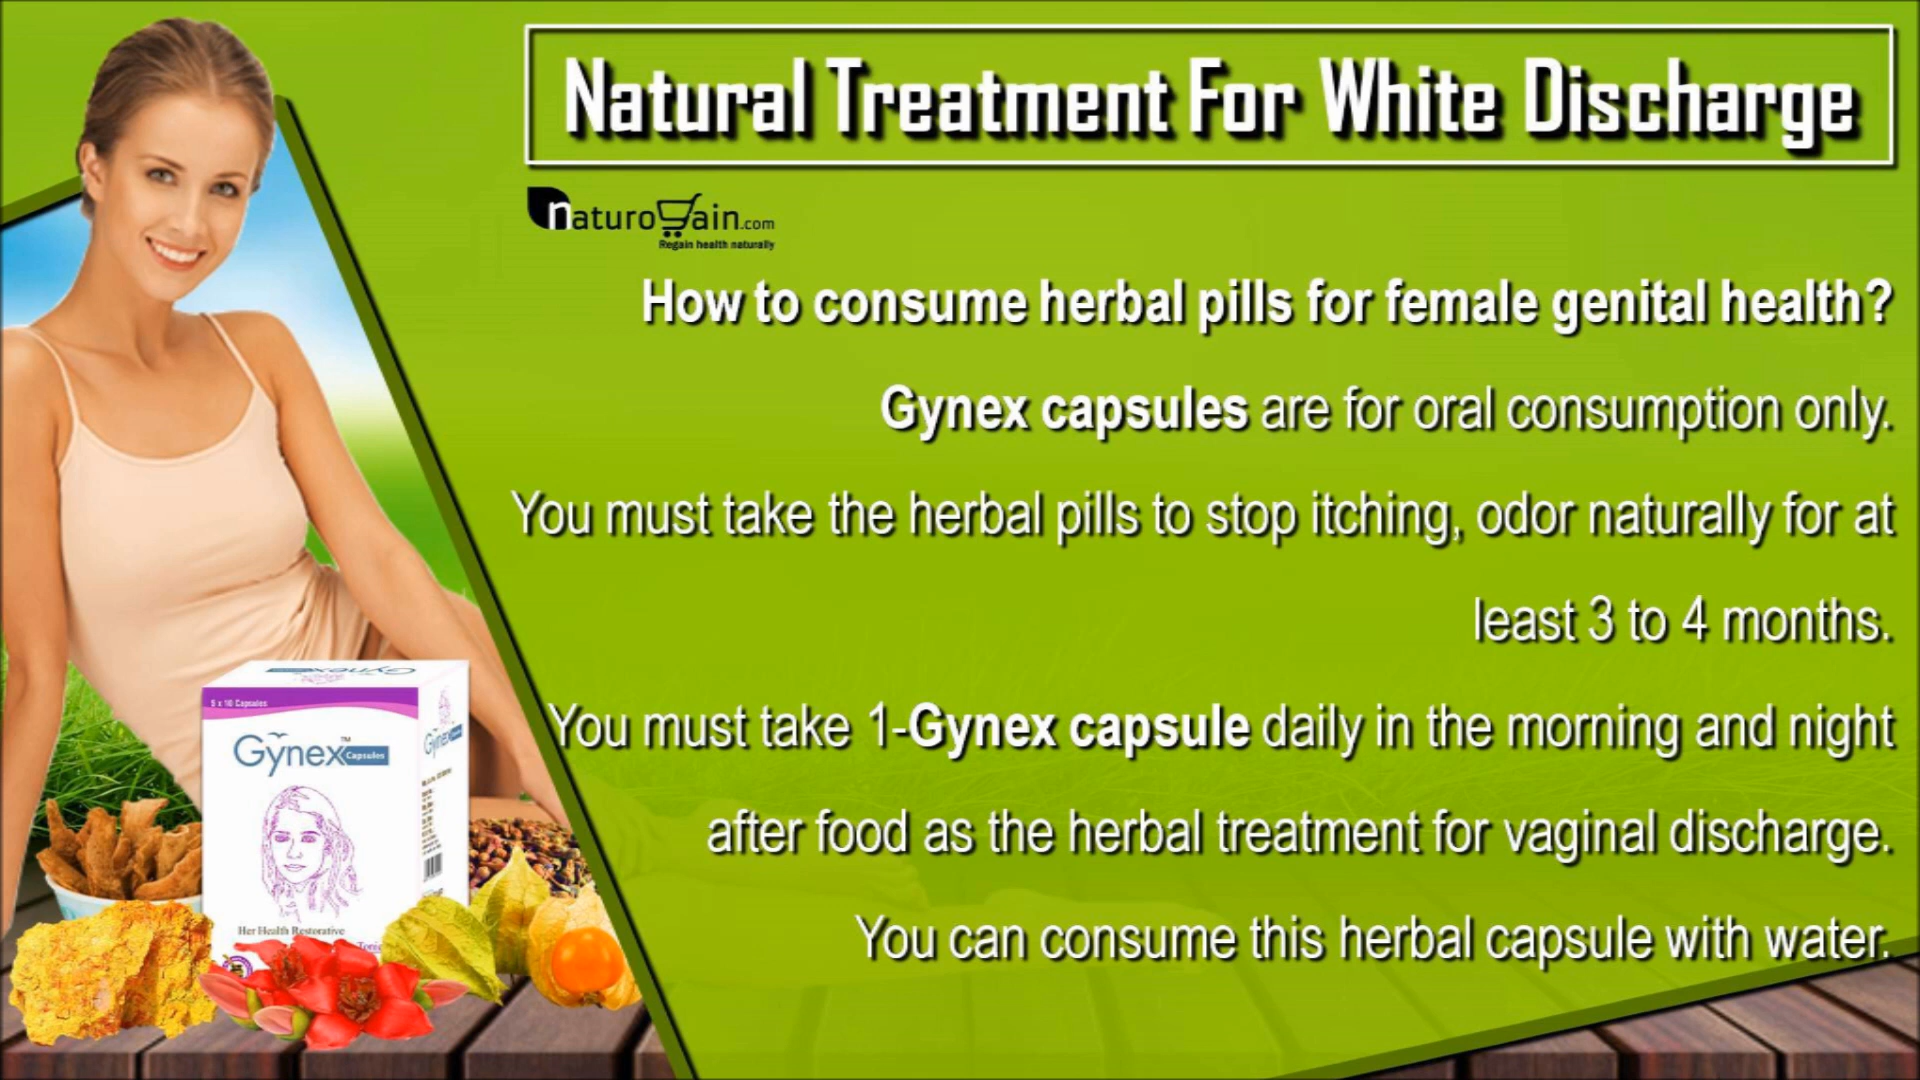 Natural Treatment For White Discharge
naturogain.com
Regain health naturally
How to consume herbal pills for female genital health?
Gynex capsules are for oral consumption only.
You must take the herbal pills to stop itching, odor naturally for at
least 3 to 4 months.
You must take 1-Gynex capsule daily in the morning and night
after food as the herbal treatment for vaginal discharge.
You can consume this herbal capsule with water.
Gynex
5 x 10 Capsules
Gynex™ Capsules
Gynex
Her Health Restorative
Tonic